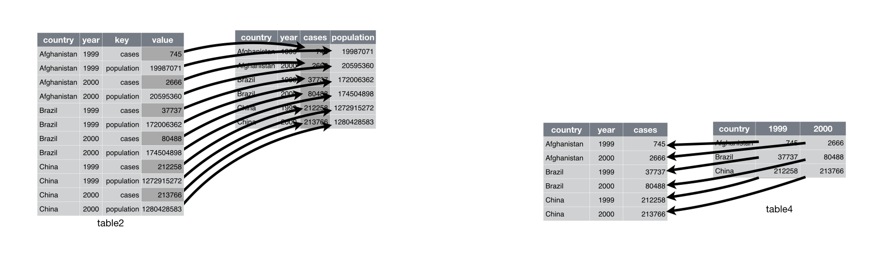 country year key value
Afghanistan 1999 cases 745
Afghanistan 1999 population 19987071
Afghanistan 2000 cases 2666
Afghanistan 2000 population 20595360
Brazil 1999 cases 37737
Brazil 1999 population 172006362
Brazil 2000 cases 80488
Brazil 2000 population 174504898
China 1999 cases 212258
China 1999 population 1272915272
China 2000 cases 213766
China 2000 population 1280428583
table2
country year cases population
Afghanistan 1999 19987071
Afghanistan 2000 2666 20595360
Brazil 1999 37737 172006362
Brazil 2000 80488 174504898
China 1999 212258 1272915272
China 2000 213766 1280428583
country year cases
Afghanistan 1999 745
Afghanistan 2000 2666
Brazil 1999 37737
Brazil 2000 80488
China 1999 212258
China 2000 213766
country 1999 2000
Afghanistan 745 2666
Brazil 37737 80488
China 212258 213766
table4